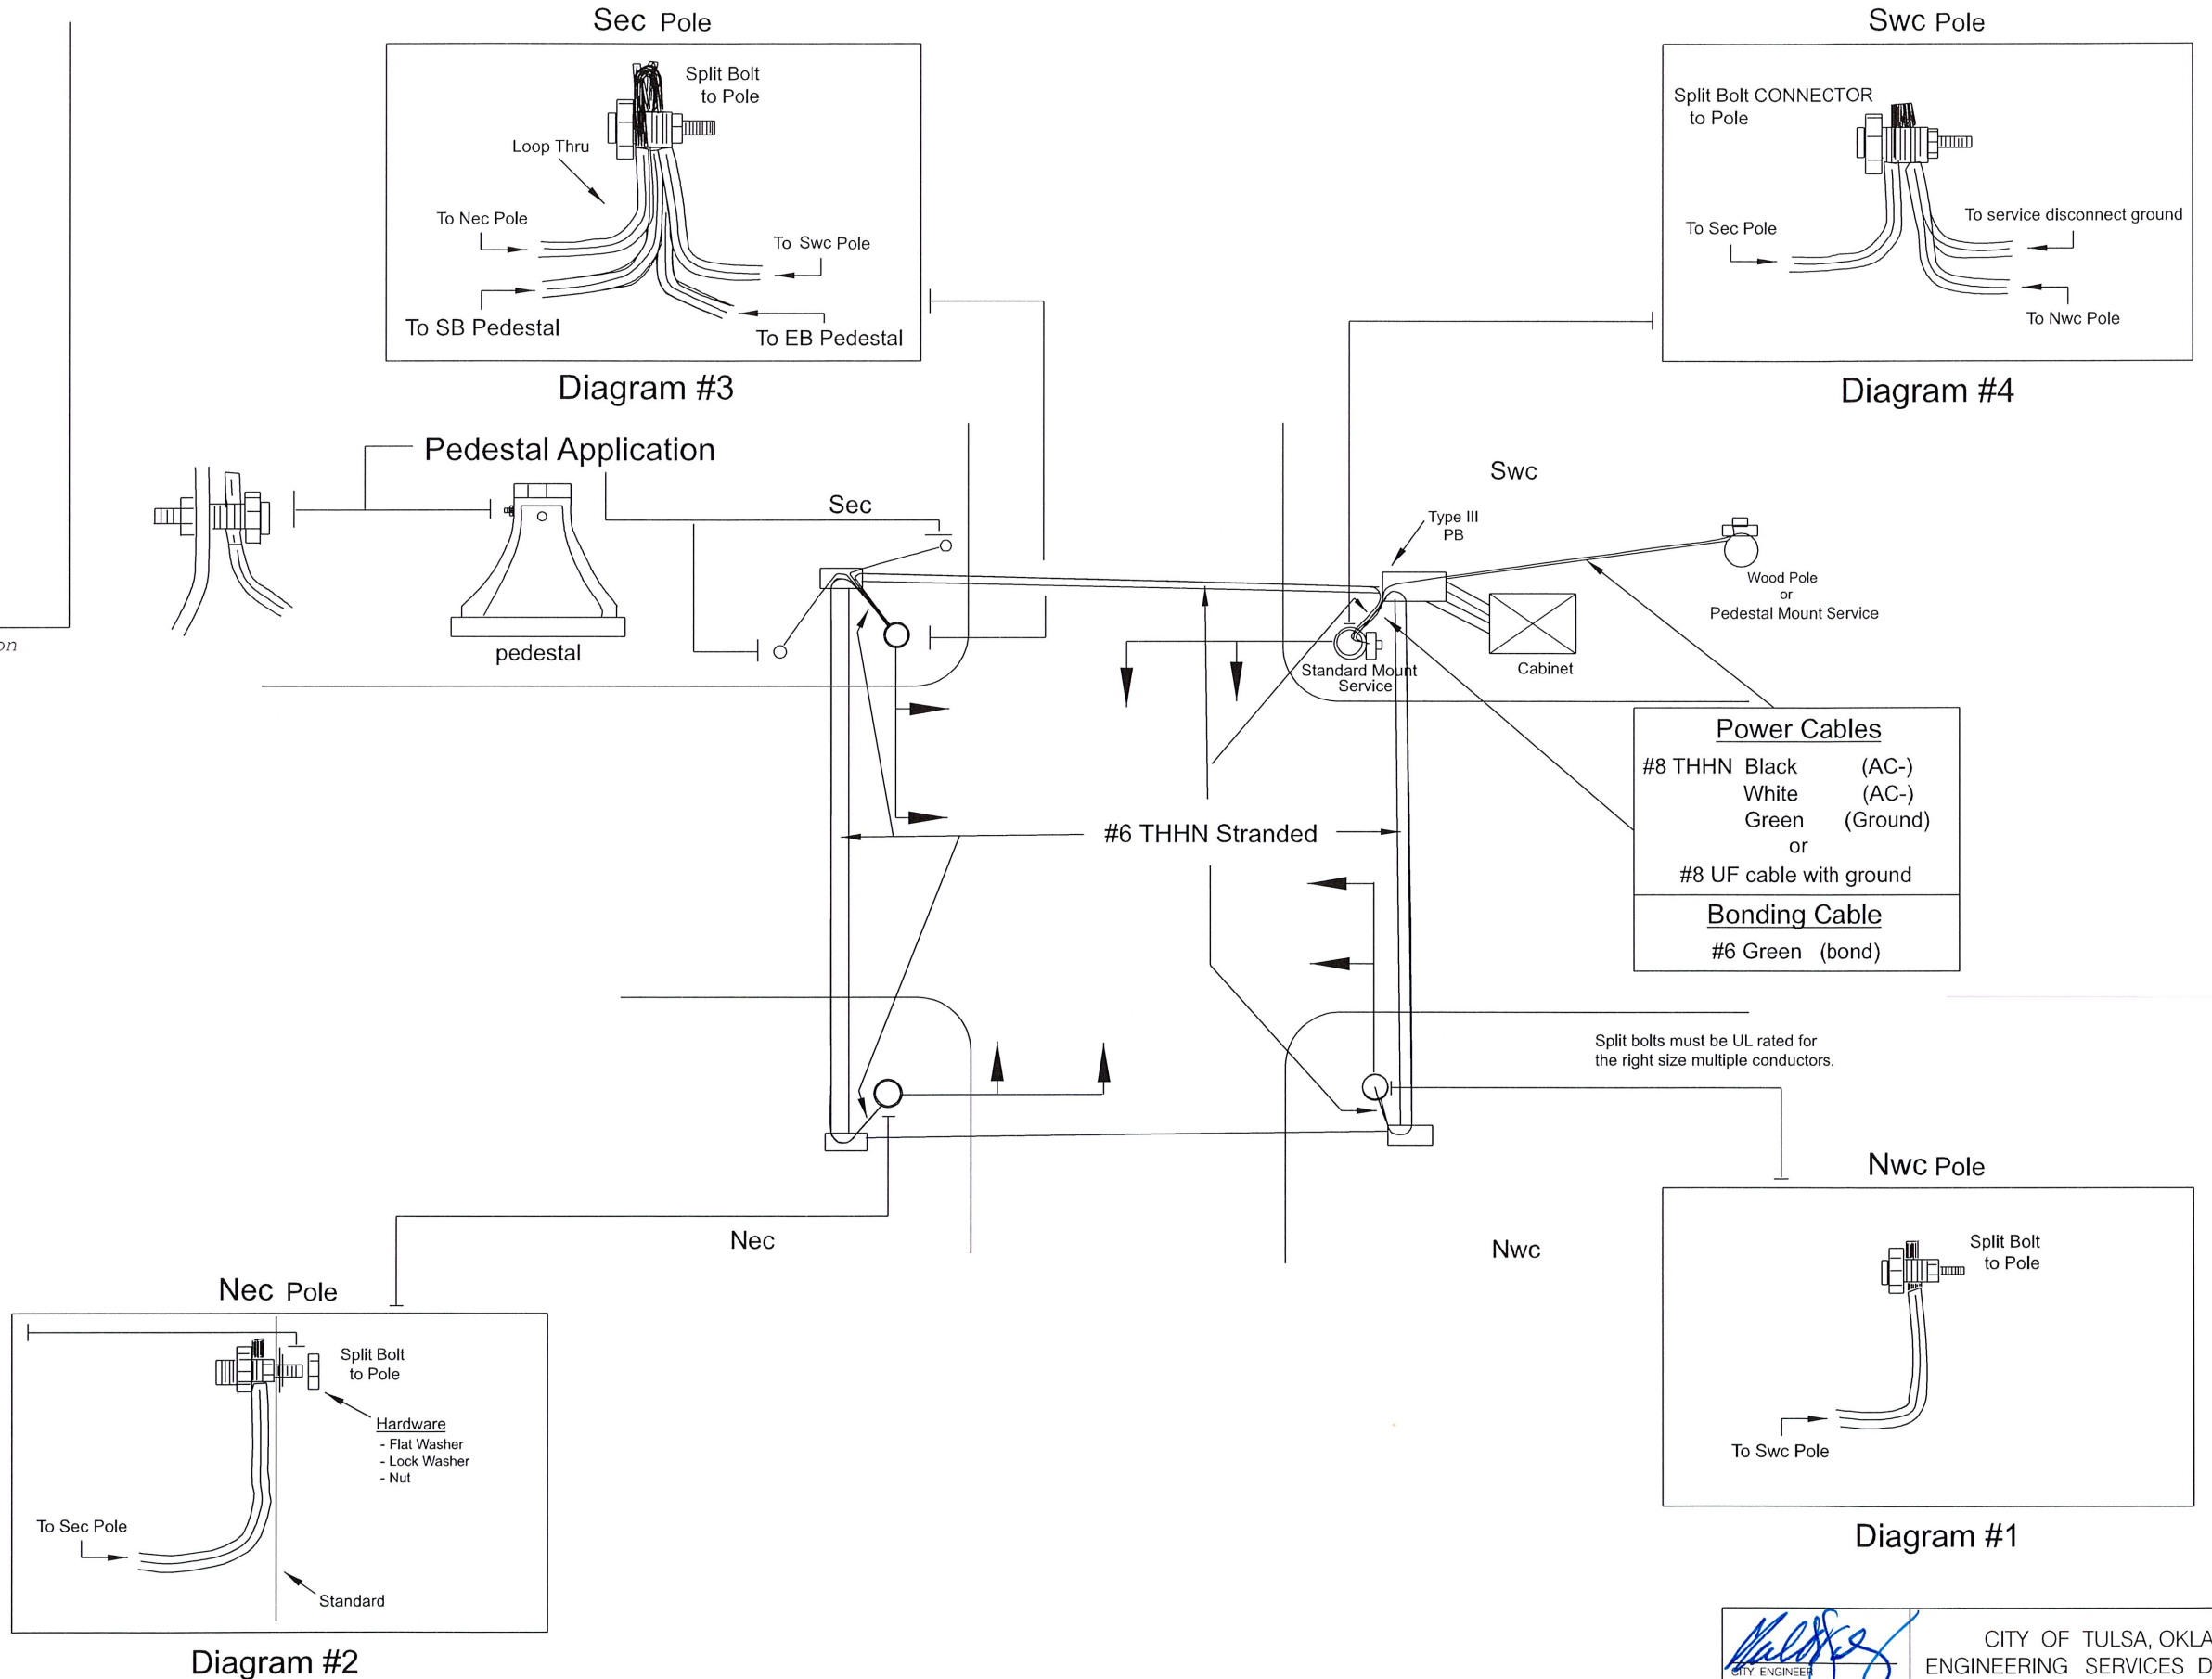 Sec Pole
Split Bolt
to Pole
Loop Thru
To Nec Pole
To Swc Pole
To SB Pedestal
To EB Pedestal
Diagram #3
Swc Pole
Split Bolt CONNECTOR
to Pole
To service disconnect ground
To Sec Pole
To Nwc Pole
Diagram #4
on
Pedestal Application
pedestal
Sec
Swc
Type III
PB
Wood Pole
or
Pedestal Mount Service
Standard Mount
Service
Cabinet
Power Cables
#8 THHN Black (AC-)
White (AC-)
Green (Ground)
or
#8 UF cable with ground
Bonding Cable
#6 Green (bond)
#6 THHN Stranded
Split bolts must be UL rated for
the right size multiple conductors.
Nec
Nwc
Nec Pole
Split Bolt
to Pole
Hardware
- Flat Washer
- Lock Washer
- Nut
To Sec Pole
Standard
Diagram #2
Nwc Pole
Split Bolt
to Pole
To Swc Pole
Diagram #1
CITY ENGINEER
CITY OF TULSA, OKLA
ENGINEERING SERVICES D